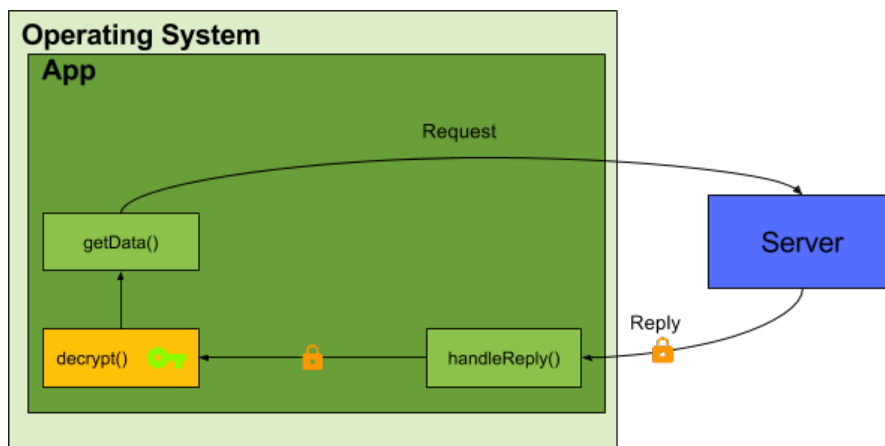 Operating System
App
Request
getData()
Server
Reply
decrypt()
handleReply()